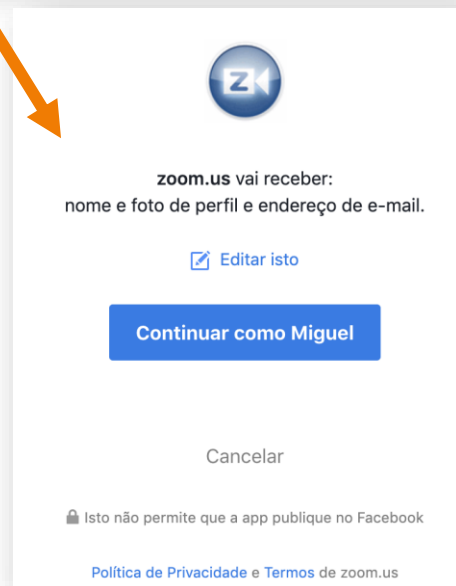 Z
zoom.us vai receber:
nome e foto de perfil e endereço de e-mail.
Editar isto
Continuar como Miguel
Cancelar
Isto não permite que a app publique no Facebook
Política de Privacidade e Termos de zoom.us